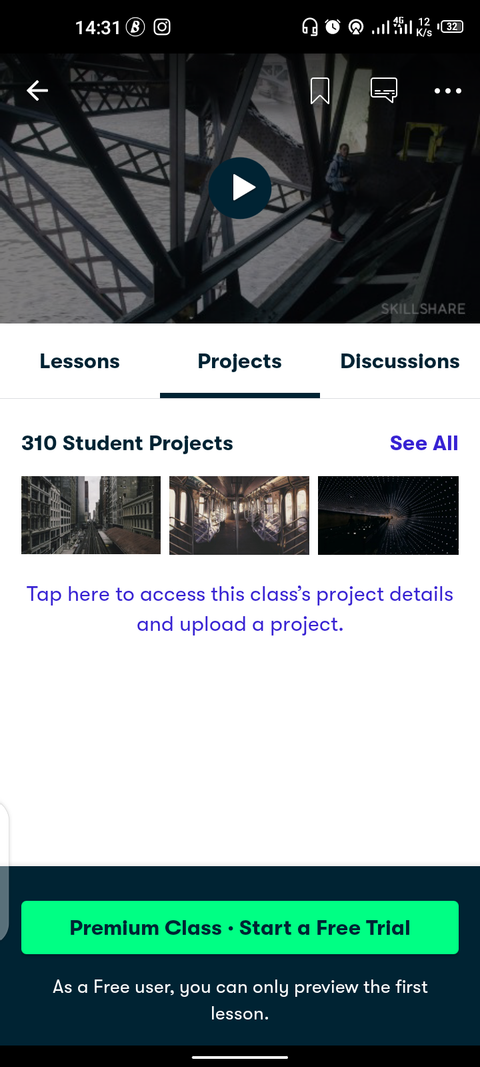 14:31
4G
12
K/s
32
SKILLSHARE
Lessons
Projects
Discussions
310 Student Projects
See All
Tap here to access this class’s project details
and upload a project.
Premium Class · Start a Free Trial
As a Free user, you can only preview the first
lesson.